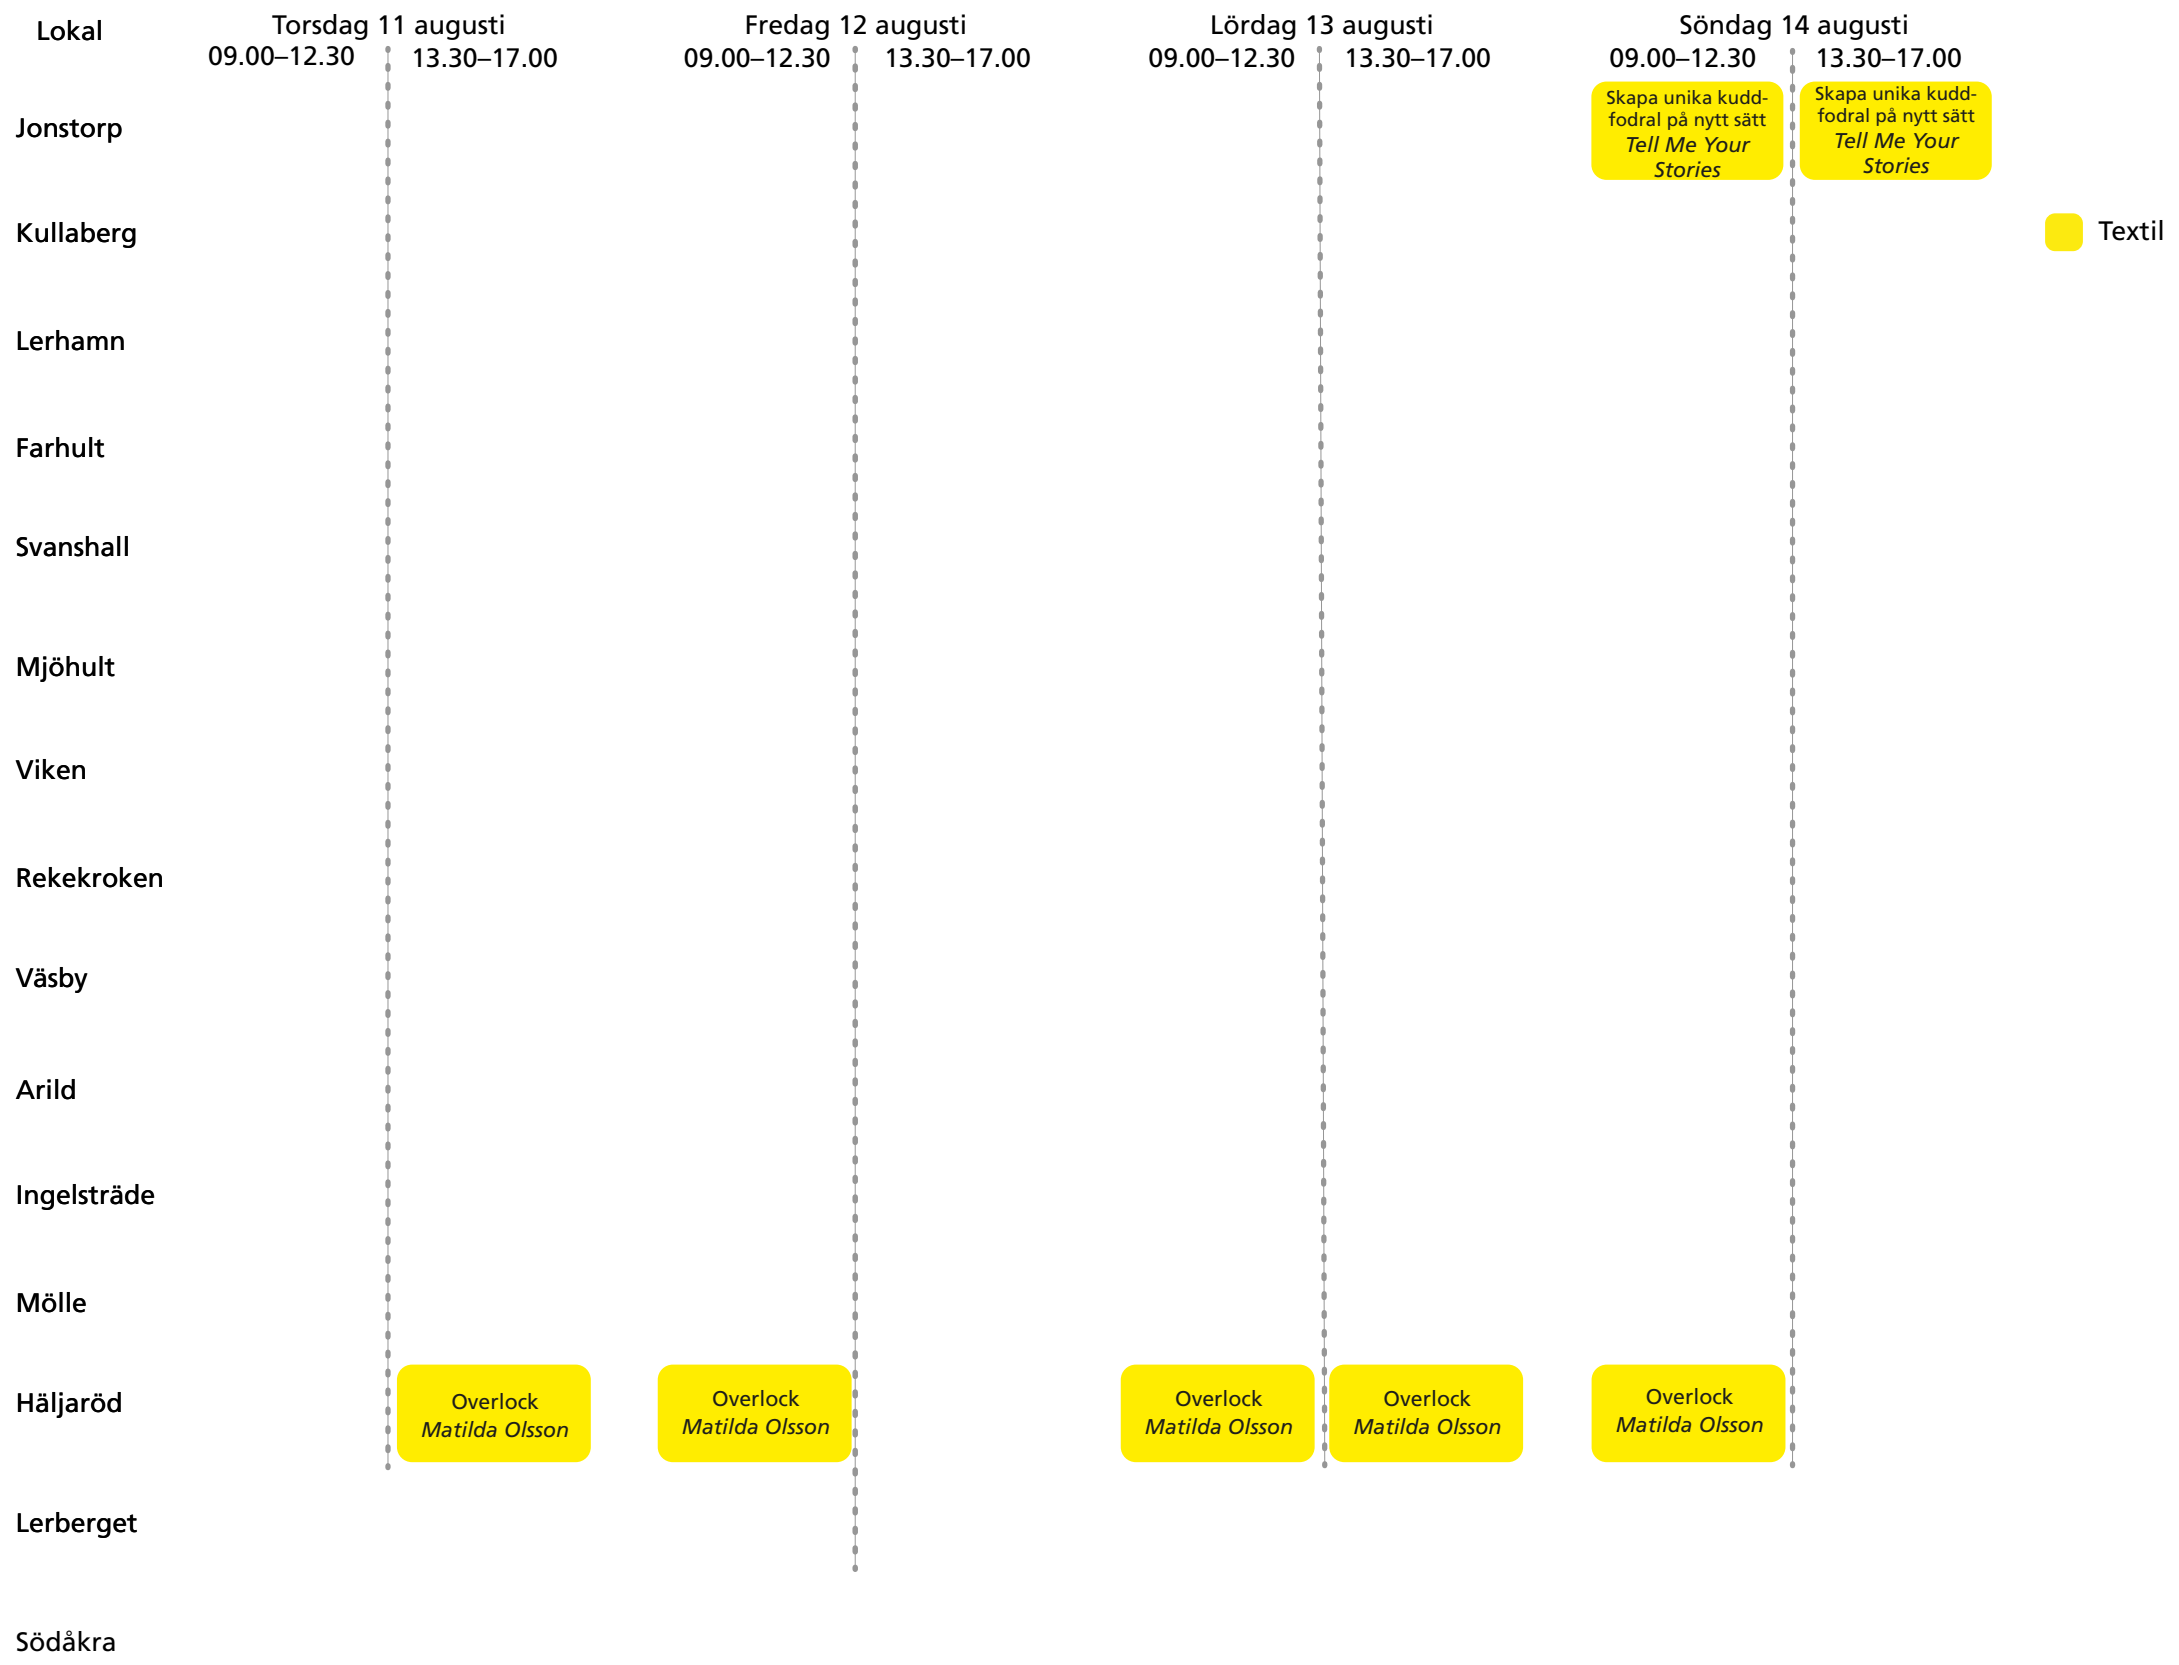 Lokal
Torsdag 11 augusti
Fredag 12 augusti
Lördag 13 augusti
Söndag 14 augusti
09.00–12.30
13.30–17.00
09.00–12.30
13.30–17.00
09.00–12.30
13.30–17.00
09.00–12.30
13.30–17.00
Jonstorp
Skapa unika kudd-
fodral på nytt sätt
Tell Me Your
Stories
Skapa unika kudd-
fodral på nytt sätt
Tell Me Your
Stories
Kullaberg
Textil
Lerhamn
Farhult
Svanshall
Mjöhult
Viken
Rekekroken
Väsby
Arild
Ingelsträde
Mölle
Häljaröd
Overlock
Matilda Olsson
Overlock
Matilda Olsson
Overlock
Matilda Olsson
Overlock
Matilda Olsson
Overlock
Matilda Olsson
Lerberget
Södåkra